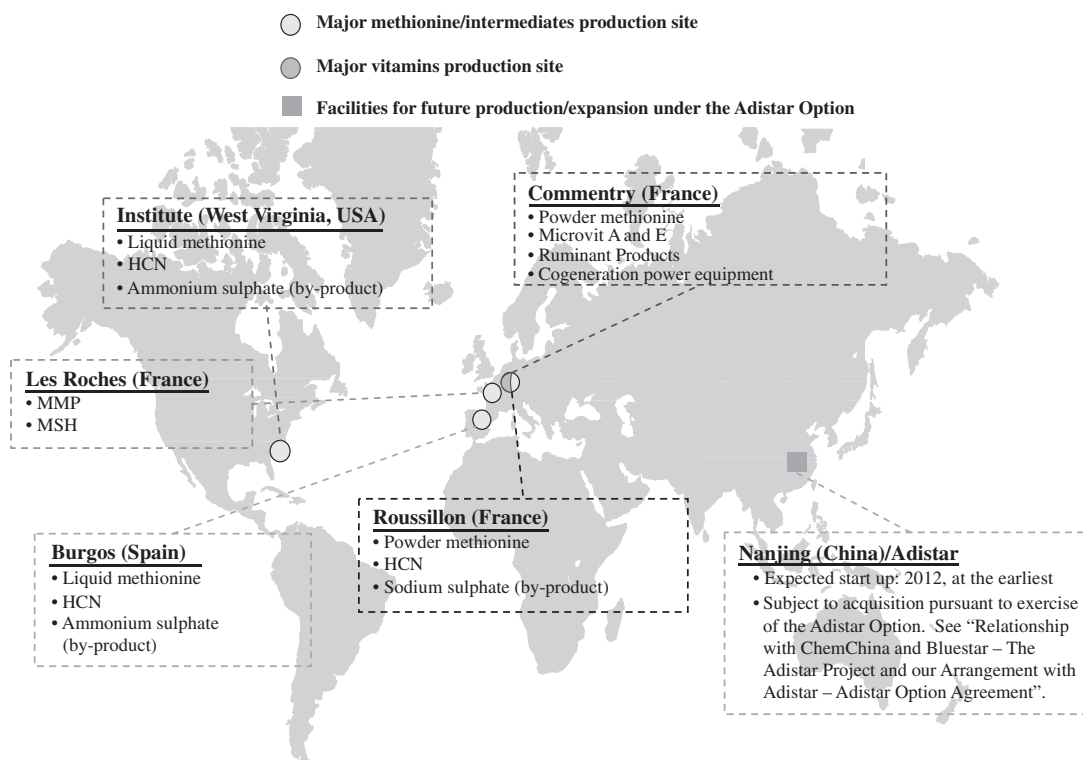 Major methionine/intermediates production site
Major vitamins production site
Facilities for future production/expansion under the Adistar Option
Commentry (France)
• Powder methionine
• Microvit A and E
• Ruminant Products
• Cogeneration power equipment
Institute (West Virginia, USA)
• Liquid methionine
• HCN
• Ammonium sulphate (by-product)
Les Roches (France)
• MMP
• MSH
Roussillon (France)
• Powder methionine
• HCN
• Sodium sulphate (by-product)
Burgos (Spain)
• Liquid methionine
• HCN
• Ammonium sulphate
(by-product)
Nanjing (China)/Adistar
• Expected start up: 2012, at the earliest
• Subject to acquisition pursuant to exercise
of the Adistar Option. See “Relationship
with ChemChina and Bluestar – The
Adistar Project and our Arrangement with
Adistar – Adistar Option Agreement”.